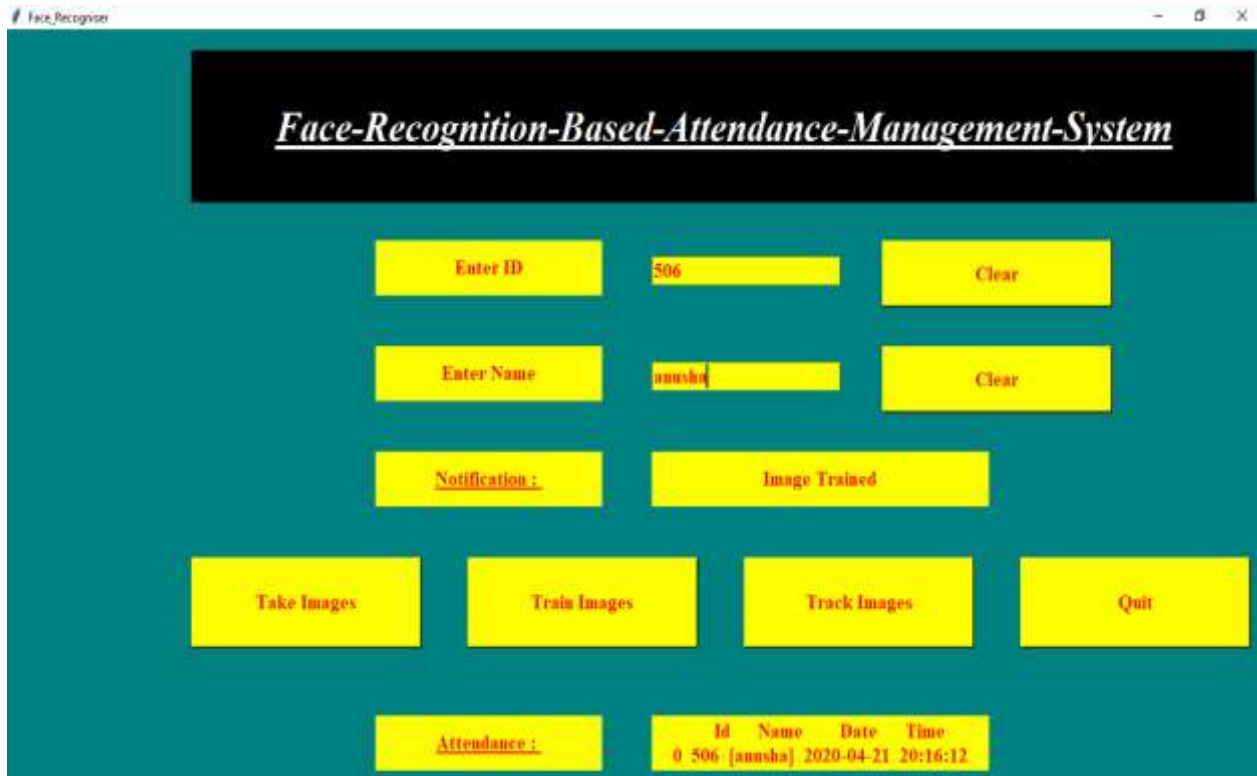 Face_Recogniser
Face-Recognition-Based-Attendance-Management-System
Enter ID
506
Clear
Enter Name
anusha
Clear
Notification :
Image Trained
Take Images
Train Images
Track Images
Quit
Attendance :
Id Name Date Time
0 506 [anusha] 2020-04-21 20:16:12